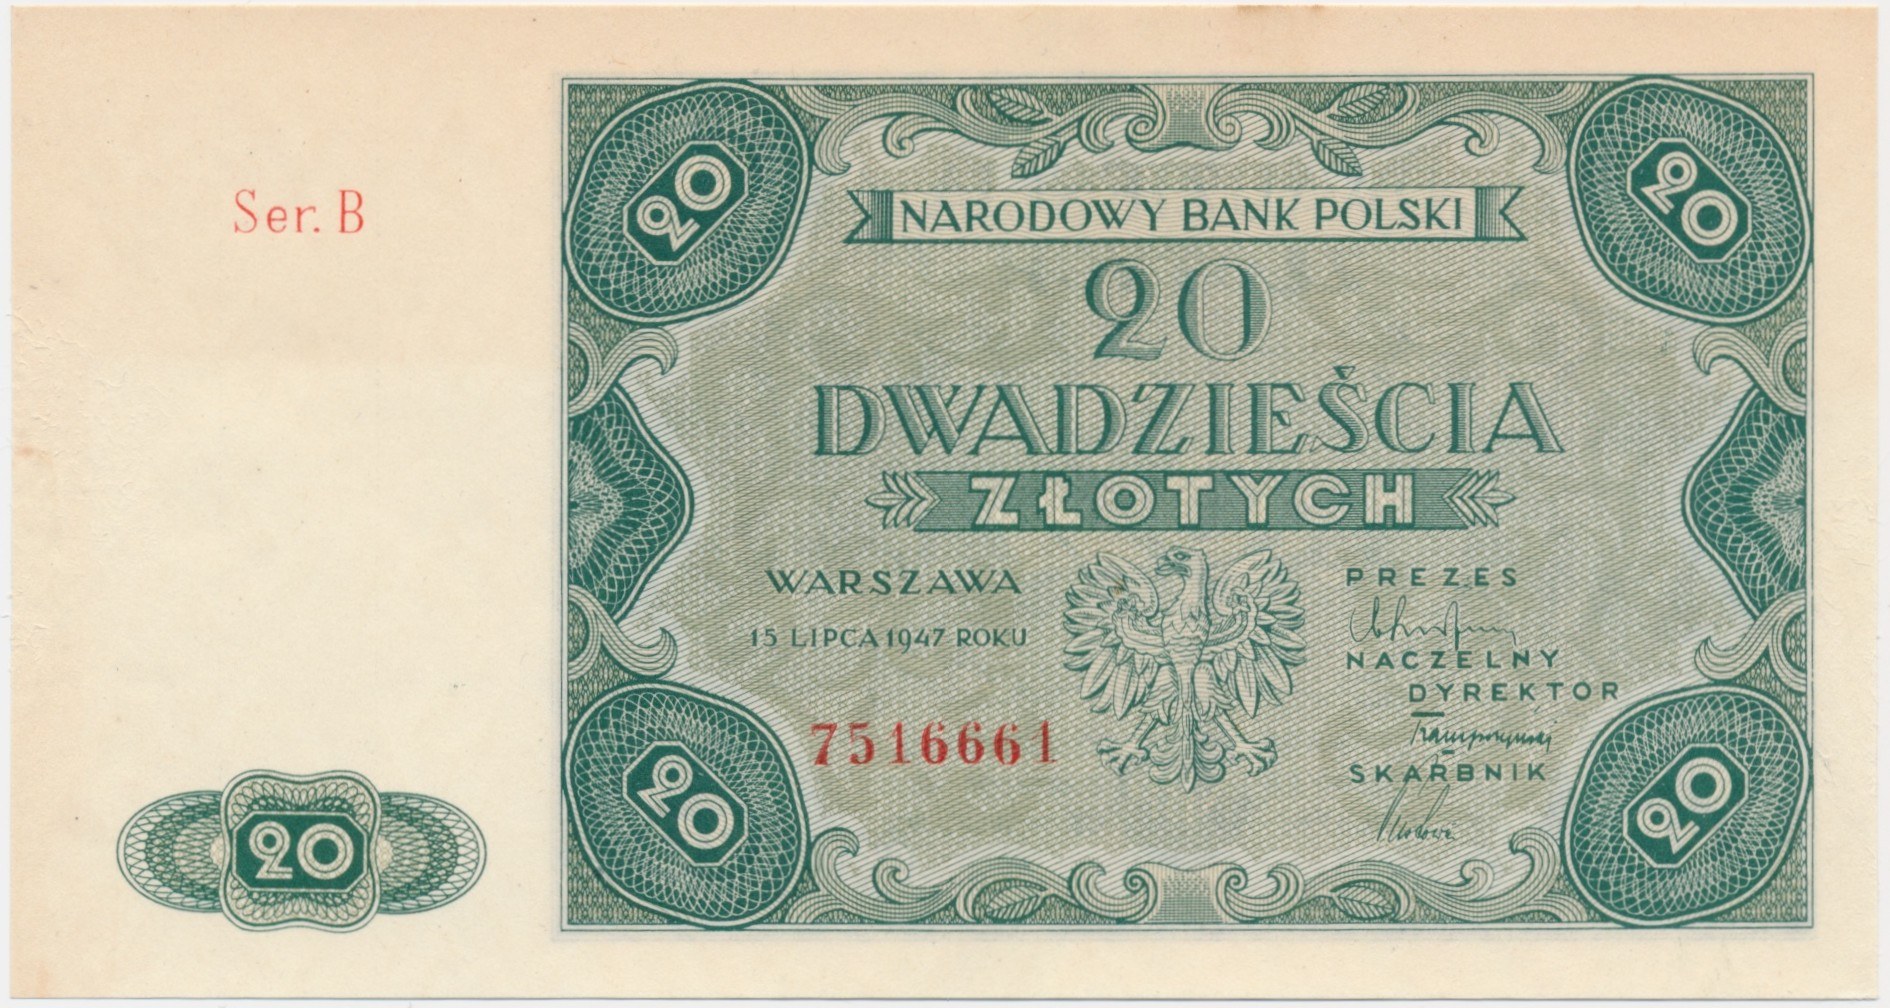 Ser. B
20
20
NARODOWY BANK POLSKI
20
DWADZIEŚCIA
ZŁOTYCH
WARSZAWA
15 LIPCA 1947 ROKU
PREZES
NACZELNY
DYREKTOR
7516661
SKARBNIK
20
20
20